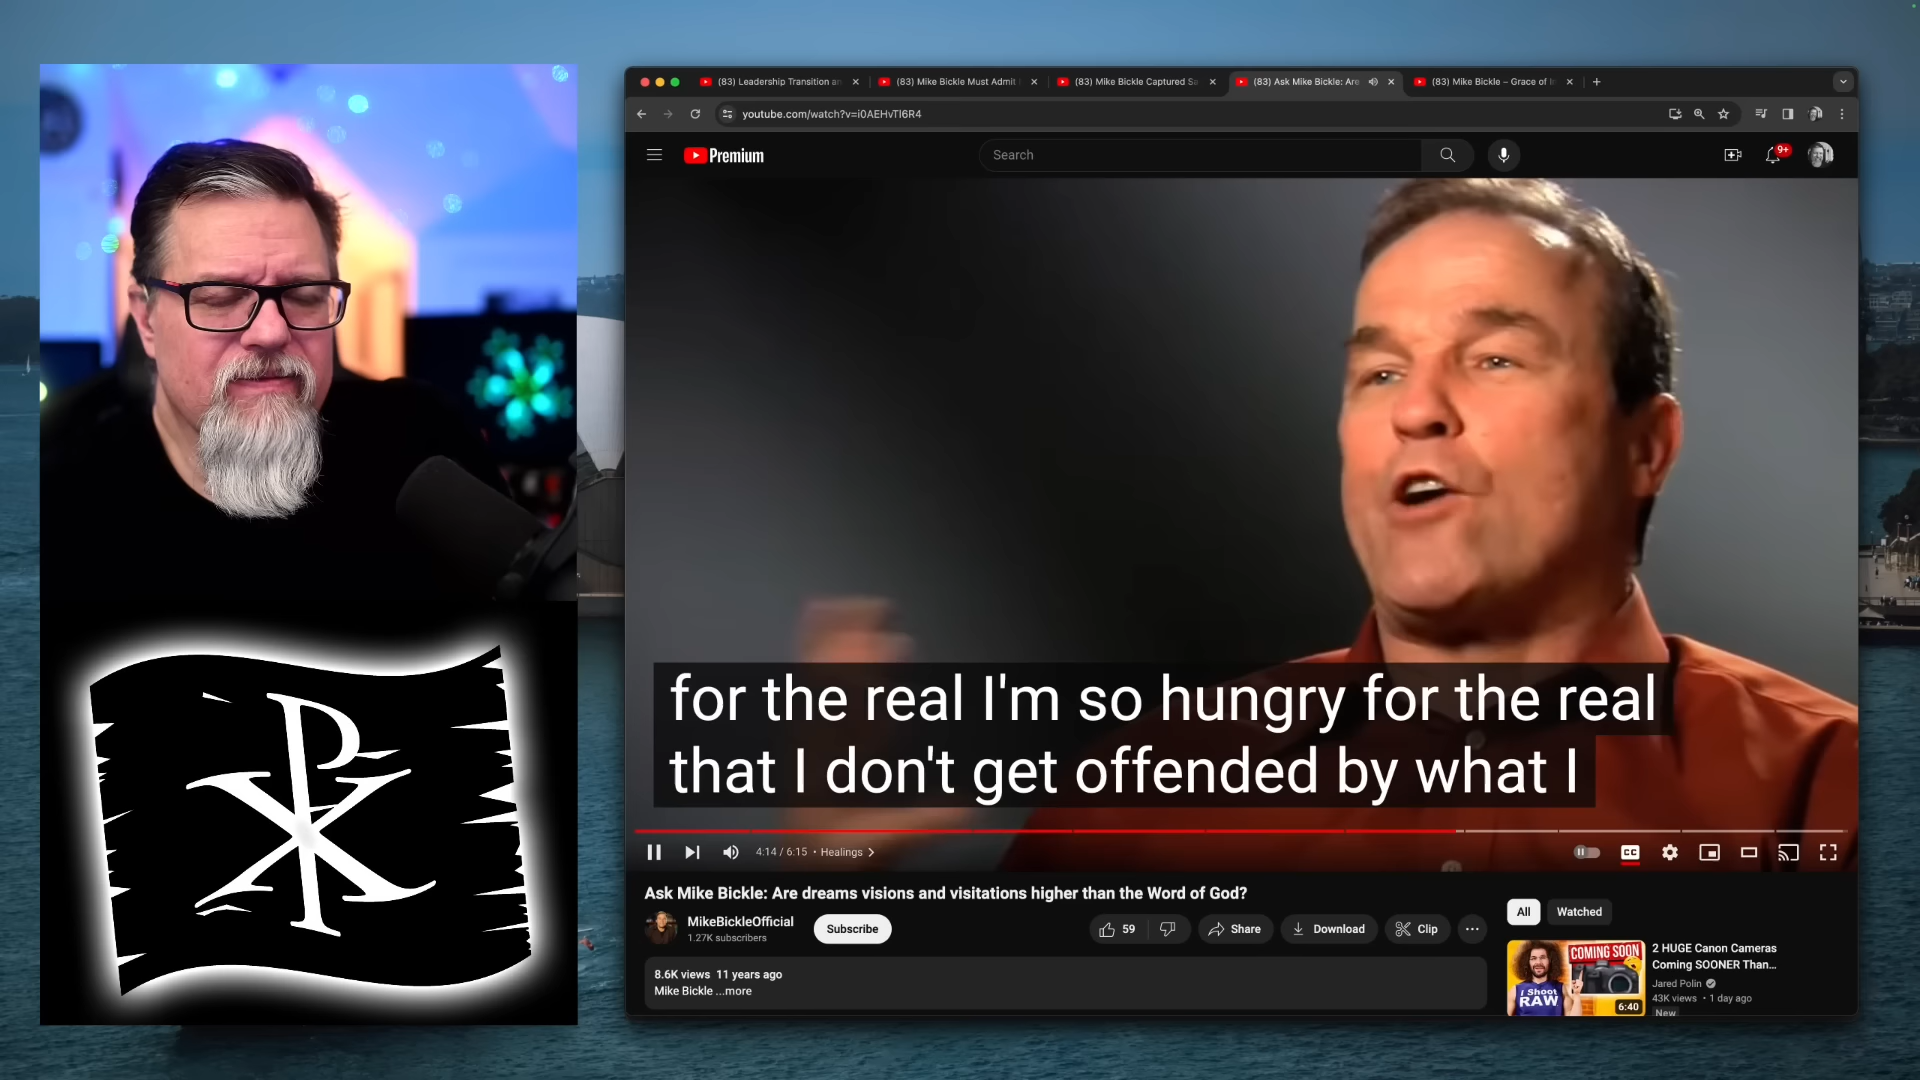 (83) Leadership Transition an
(83) Mike Bickle Must Admit
(83) Mike Bickle Captured Sa
(83) Ask Mike Bickle: Are
(83) Mike Bickle – Grace of
youtube.com/watch?v=i0AEHvTI6R4
Premium
Search
9+
for the real I'm so hungry for the real
that I don't get offended by what I
4:14 / 6:15 • Healings
CC
Ask Mike Bickle: Are dreams visions and visitations higher than the Word of God?
MikeBickleOfficial
1.27K subscribers
Subscribe
59
Share
Download
Clip
8.6K views 11 years ago
Mike Bickle ...more
All
Watched
COMING SOON
I Shoot
RAW
6:40
2 HUGE Canon Cameras
Coming SOONER Than...
Jared Polin
43K views • 1 day ago
New